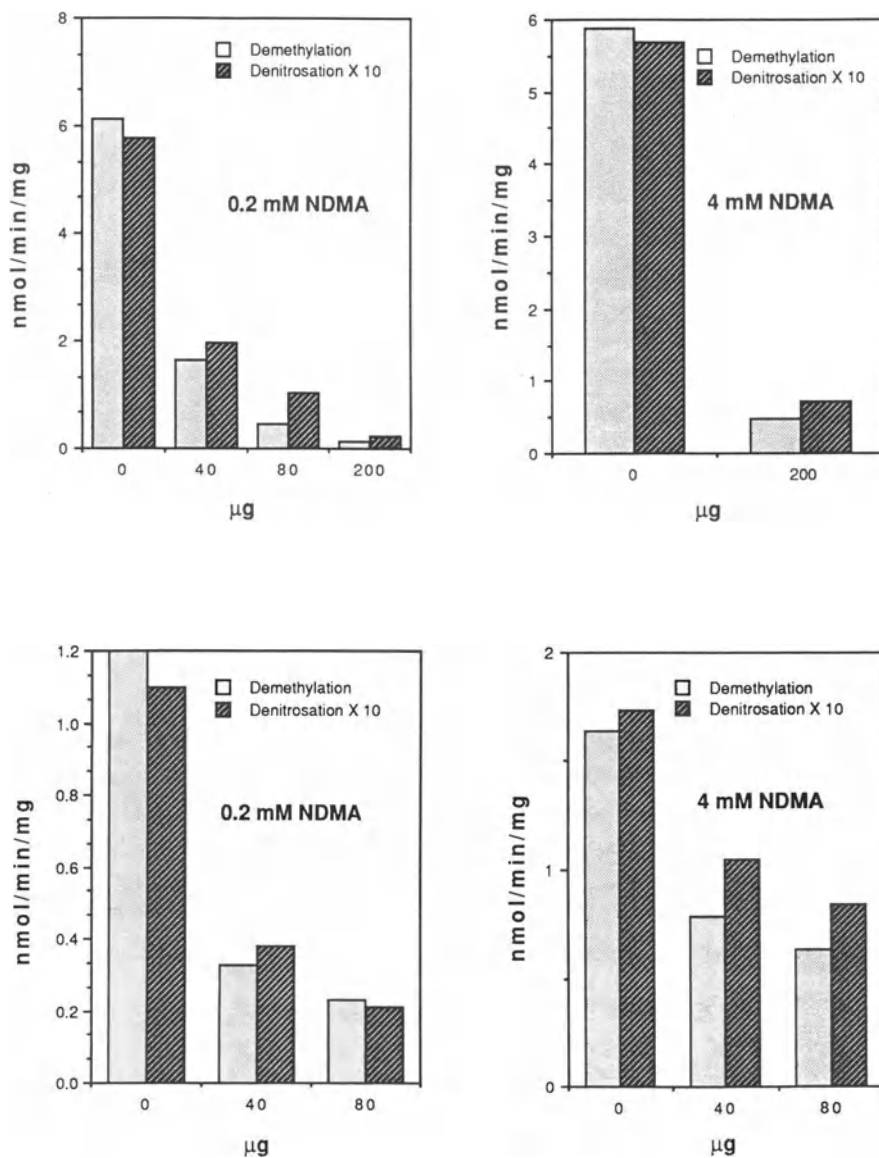 8
6
4
2
0
nmol/min/mg
Demethylation
Denitrosation X 10
0.2 mM NDMA
0 40 80 200
µg
6
5
4
3
2
1
0
nmol/min/mg
Demethylation
Denitrosation X 10
4 mM NDMA
0 200
µg
1.2
1.0
0.8
0.6
0.4
0.2
0.0
nmol/min/mg
Demethylation
Denitrosation X 10
0.2 mM NDMA
0 40 80
µg
2
1
0
nmol/min/mg
Demethylation
Denitrosation X 10
4 mM NDMA
0 40 80
µg